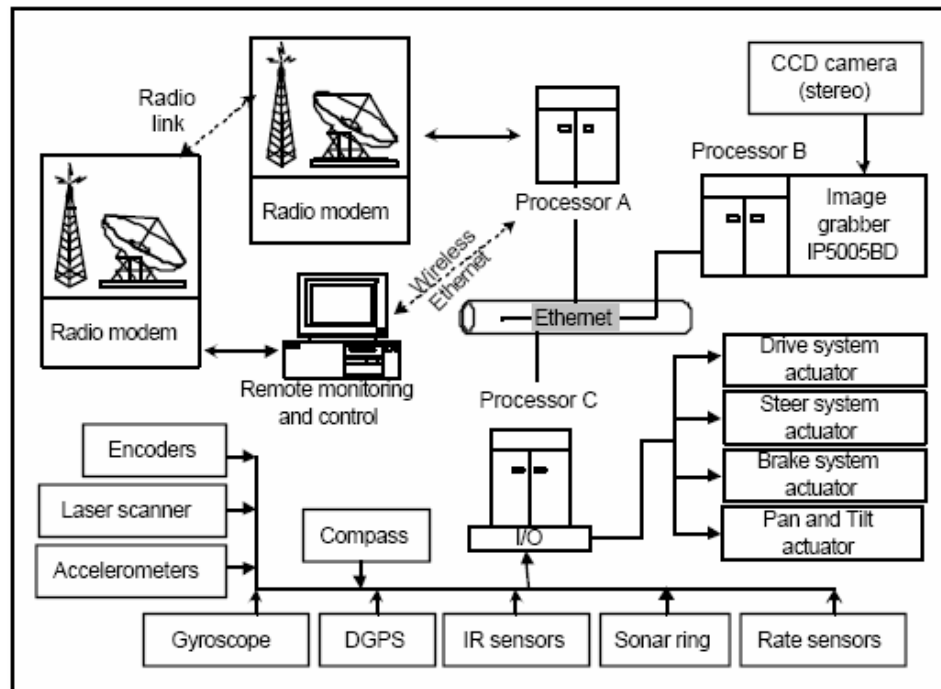 CCD camera
(stereo)
Radio
link
Processor B
Radio modem
Processor A
Image
grabber
IP5005BD
Wireless
Ethernet
Radio modem
Ethernet
Remote monitoring
and control
Processor C
Drive system
actuator
Steer system
actuator
Brake system
actuator
Pan and Tilt
actuator
Encoders
Laser scanner
Accelerometers
Compass
I/O
Gyroscope
DGPS
IR sensors
Sonar ring
Rate sensors